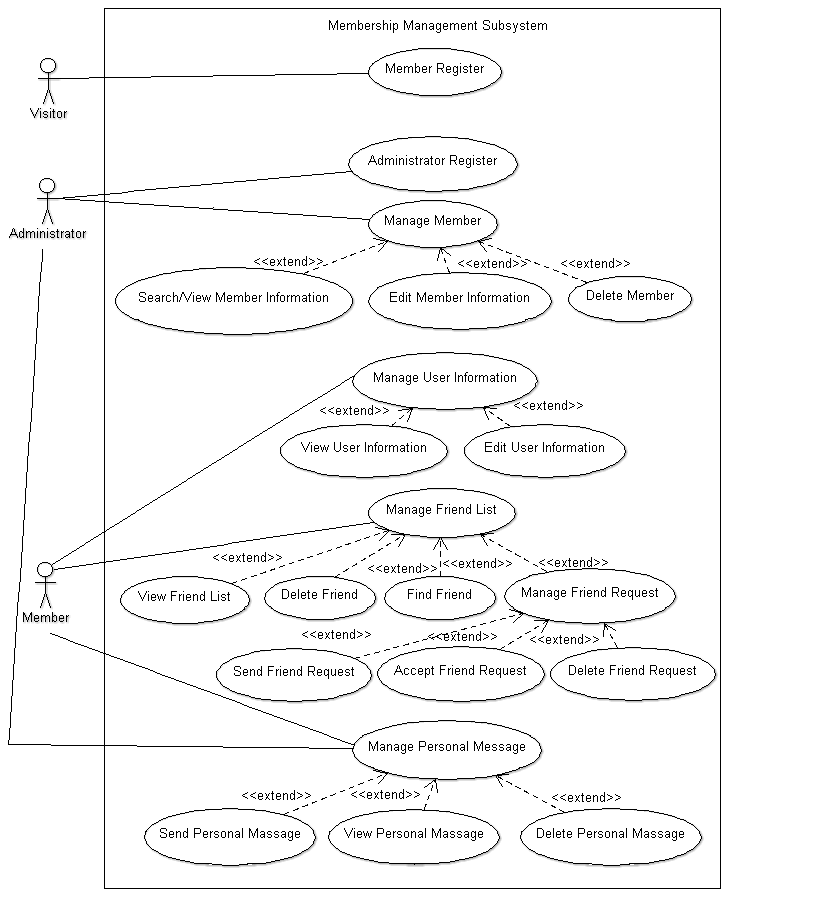 Membership Management Subsystem
Member Register
Visitor
Administrator Register
Administrator
Manage Member
<<extend>>
<<extend>>
<<extend>>
Search/View Member Information
Edit Member Information
Delete Member
Manage User Information
<<extend>>
<<extend>>
View User Information
Edit User Information
Manage Friend List
<<extend>>
<<extend>>
<<extend>>
<<extend>>
View Friend List
Delete Friend
Find Friend
Manage Friend Request
Member
<<extend>>
<<extend>>
<<extend>>
Send Friend Request
Accept Friend Request
Delete Friend Request
Manage Personal Message
<<extend>>
<<extend>>
<<extend>>
Send Personal Massage
View Personal Massage
Delete Personal Massage